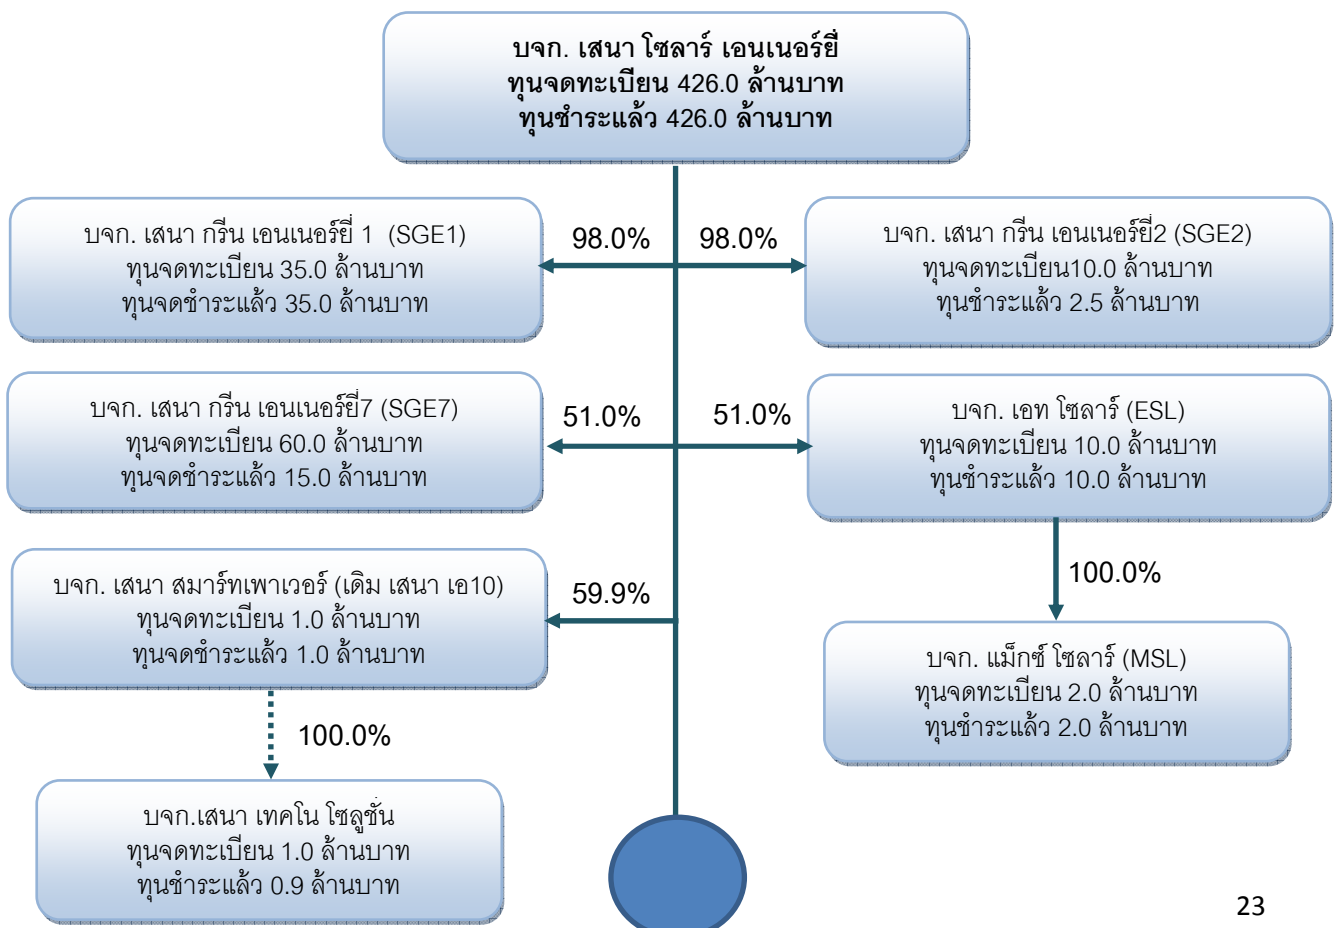 บจก. เสนา โซลาร์ เอนเนอร์ยี่
ทุนจดทะเบียน 426.0 ล้านบาท
ทุนชำระแล้ว 426.0 ล้านบาท
บจก. เสนา กรีน เอนเนอร์ยี่ 1 (SGE1)
ทุนจดทะเบียน 35.0 ล้านบาท
ทุนจดชำระแล้ว 35.0 ล้านบาท
98.0%
98.0%
บจก. เสนา กรีน เอนเนอร์ยี่2 (SGE2)
ทุนจดทะเบียน10.0 ล้านบาท
ทุนชำระแล้ว 2.5 ล้านบาท
บจก. เสนา กรีน เอนเนอร์ยี่7 (SGE7)
ทุนจดทะเบียน 60.0 ล้านบาท
ทุนจดชำระแล้ว 15.0 ล้านบาท
51.0%
51.0%
บจก. เอท โซลาร์ (ESL)
ทุนจดทะเบียน 10.0 ล้านบาท
ทุนชำระแล้ว 10.0 ล้านบาท
บจก. เสนา สมาร์ทเพาเวอร์ (เดิม เสนา เอ10)
ทุนจดทะเบียน 1.0 ล้านบาท
ทุนจดชำระแล้ว 1.0 ล้านบาท
59.9%
100.0%
บจก. แม็กซ์ โซลาร์ (MSL)
ทุนจดทะเบียน 2.0 ล้านบาท
ทุนชำระแล้ว 2.0 ล้านบาท
100.0%
บจก.เสนา เทคโน โซลูชั่น
ทุนจดทะเบียน 1.0 ล้านบาท
ทุนชำระแล้ว 0.9 ล้านบาท
23